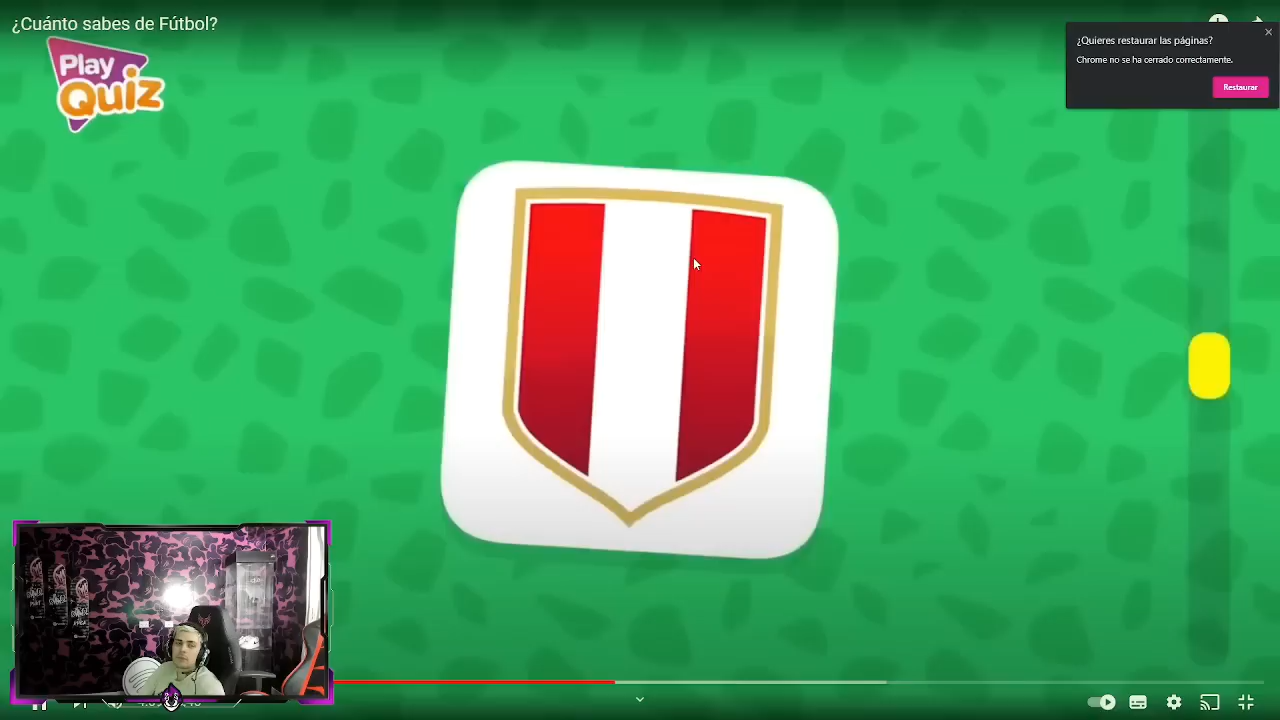 ¿Cuánto sabes de Fútbol?
Play
Quiz
¿Quieres restaurar las páginas?
Chrome no se ha cerrado correctamente.
Restaurar